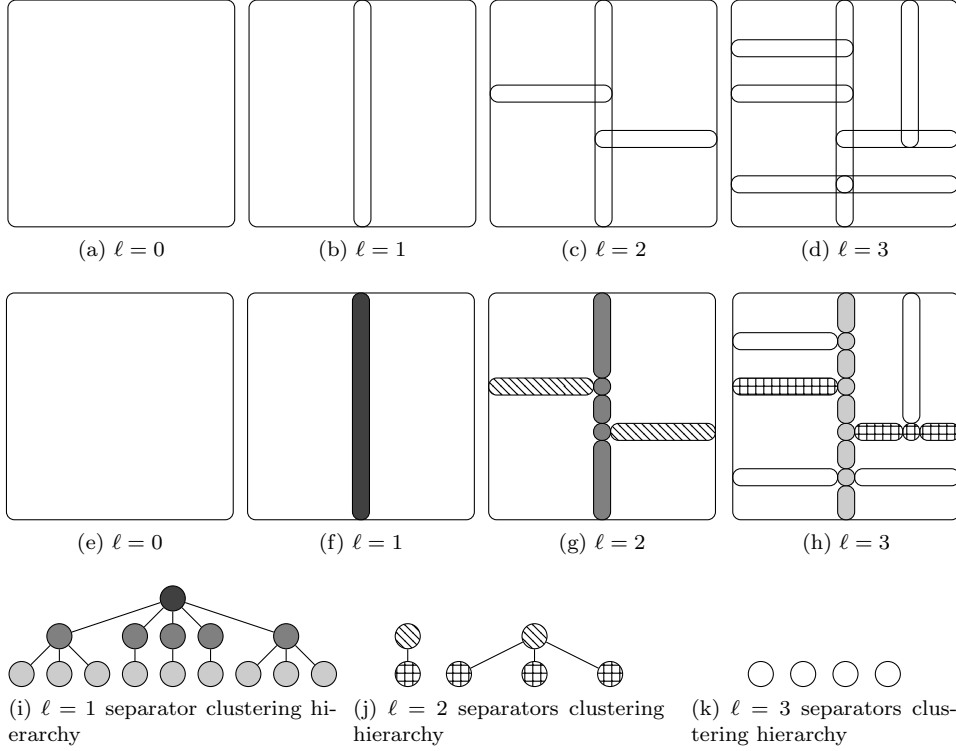 (a) ℓ = 0
(b) ℓ = 1
(c) ℓ = 2
(d) ℓ = 3
(e) ℓ = 0
(f) ℓ = 1
(g) ℓ = 2
(h) ℓ = 3
(i) ℓ = 1 separator clustering hi-
erarchy
(j) ℓ = 2 separators clustering
hierarchy
(k) ℓ = 3 separators clus-
tering hierarchy